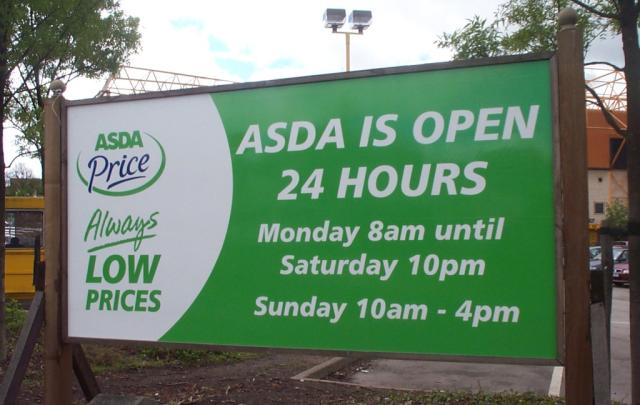 ASDA
Price
Always
LOW
PRICES
ASDA IS OPEN
24 HOURS
Monday 8am until
Saturday 10pm
Sunday 10am - 4pm